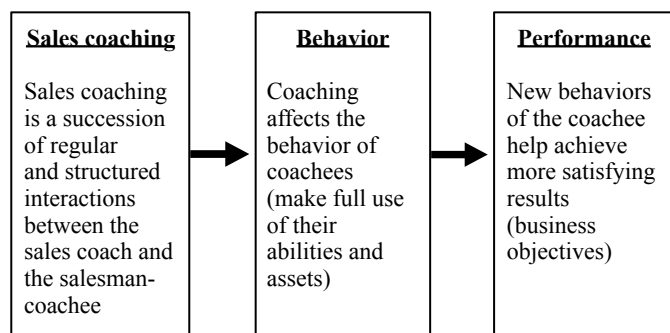 Sales coaching
Sales coaching
is a succession
of regular
and structured
interactions
between the
sales coach and
the salesman-
coachee
Behavior
Coaching
affects the
behavior of
coachees
(make full use
of their
abilities and
assets)
Performance
New behaviors
of the coachee
help achieve
more satisfying
results
(business
objectives)